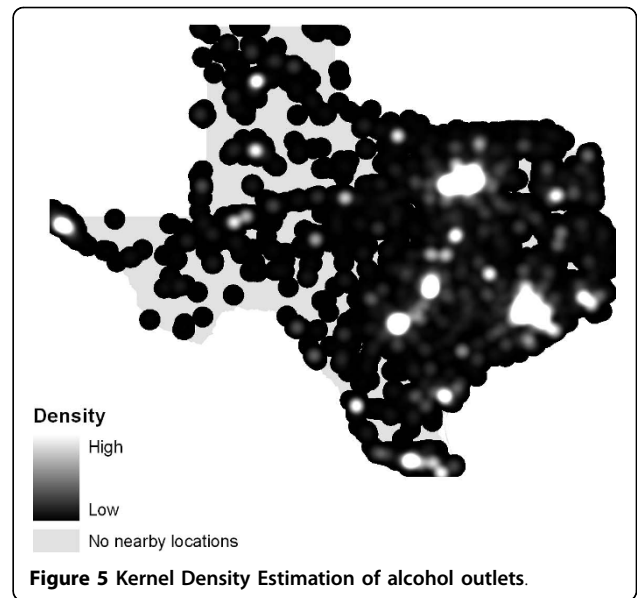 Density
High
Low
No nearby locations
Figure 5 Kernel Density Estimation of alcohol outlets.